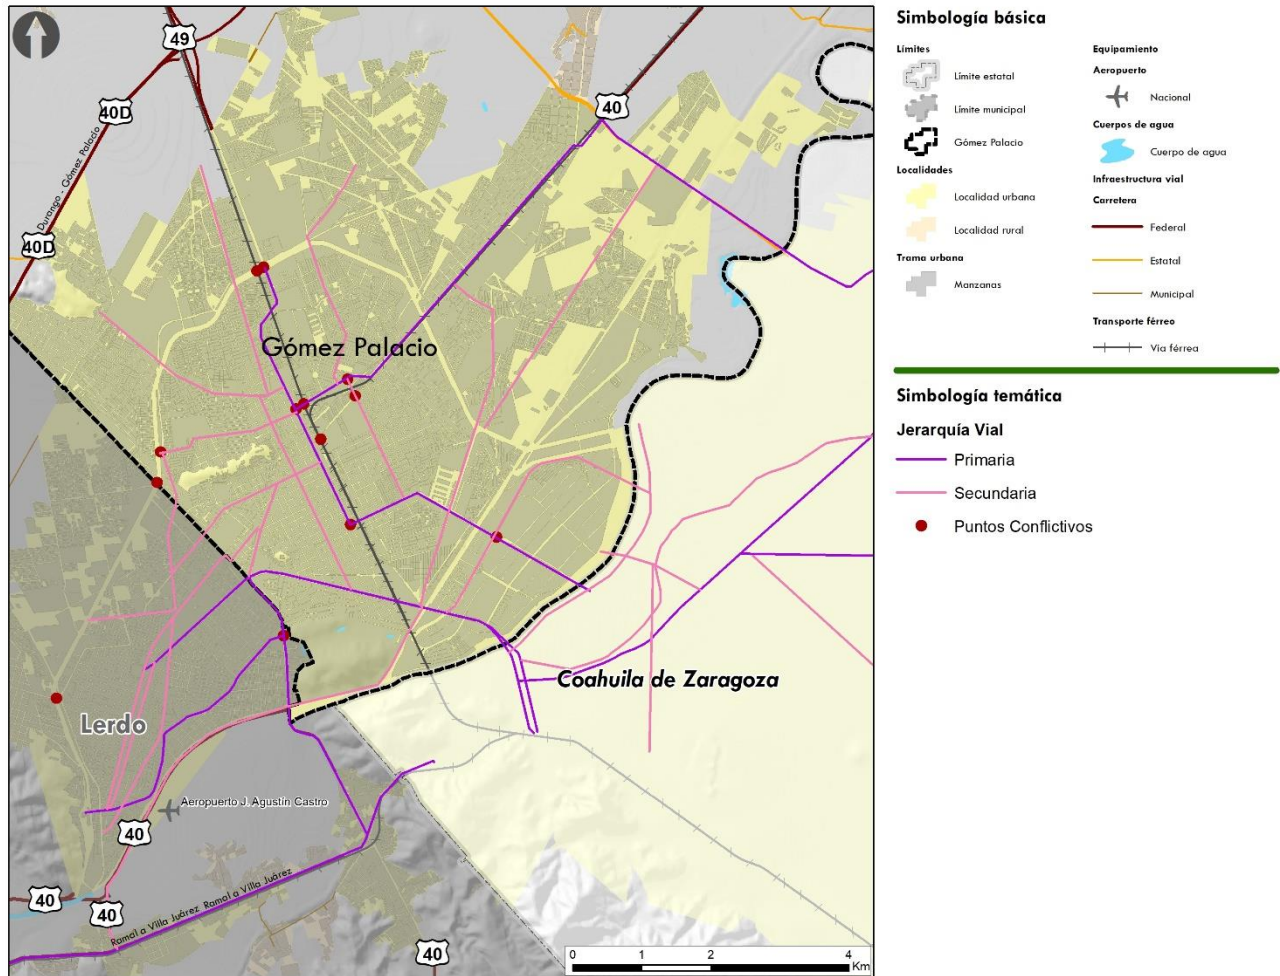 49
40D
40
Durango - Gómez Palacio
40D
Gómez Palacio
Coahuila de Zaragoza
Lerdo
Aeropuerto J. Agustín Castro
40
Ramal a Villa Juárez Ramal a Villa Juárez
40
40
40
0 1 2 4
Km
Simbología básica
Límites
Límite estatal
Límite municipal
Gómez Palacio
Localidades
Localidad urbana
Localidad rural
Trama urbana
Manzanas
Equipamiento
Aeropuerto
Nacional
Cuerpos de agua
Cuerpo de agua
Infraestructura vial
Carretera
Federal
Estatal
Municipal
Transporte férreo
Vía férrea
Simbología temática
Jerarquía Vial
Primaria
Secundaria
Puntos Conflictivos